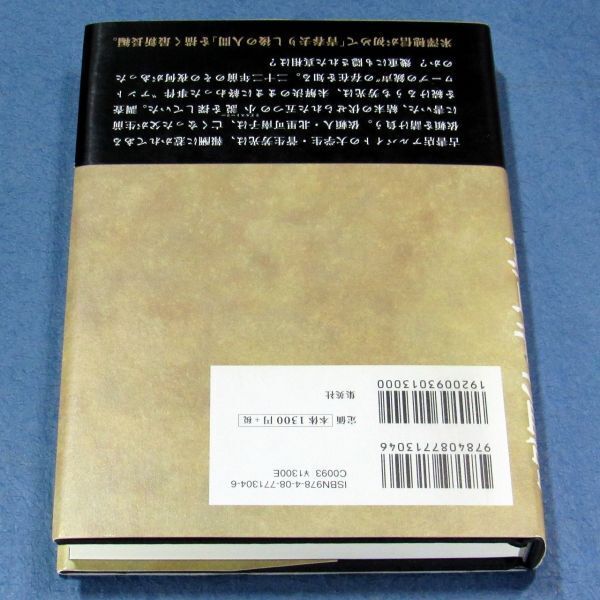 ISBN978-4-08-771304-6
C0093 ¥1300E
9784087713046
定価 本体1300円+税
集英社
1920093013000
古書店アルバイトの大学生・菅生芳光は、報酬に惹かれてある
依頼を請け負う。依頼人・北里可南子は、亡くなった父が生前
に書いた、結末の伏せられた五つの小説を探していた。調査
を続けるうち芳光は、未解決のままに終わった事件〝アント
ワープの銃声〟の存在を知る。二十二年前のその夜何があった
のか? 幾重にも隠された真相は?
米澤穂信が初めて「青春去りし後の人間」を描く最新長編。